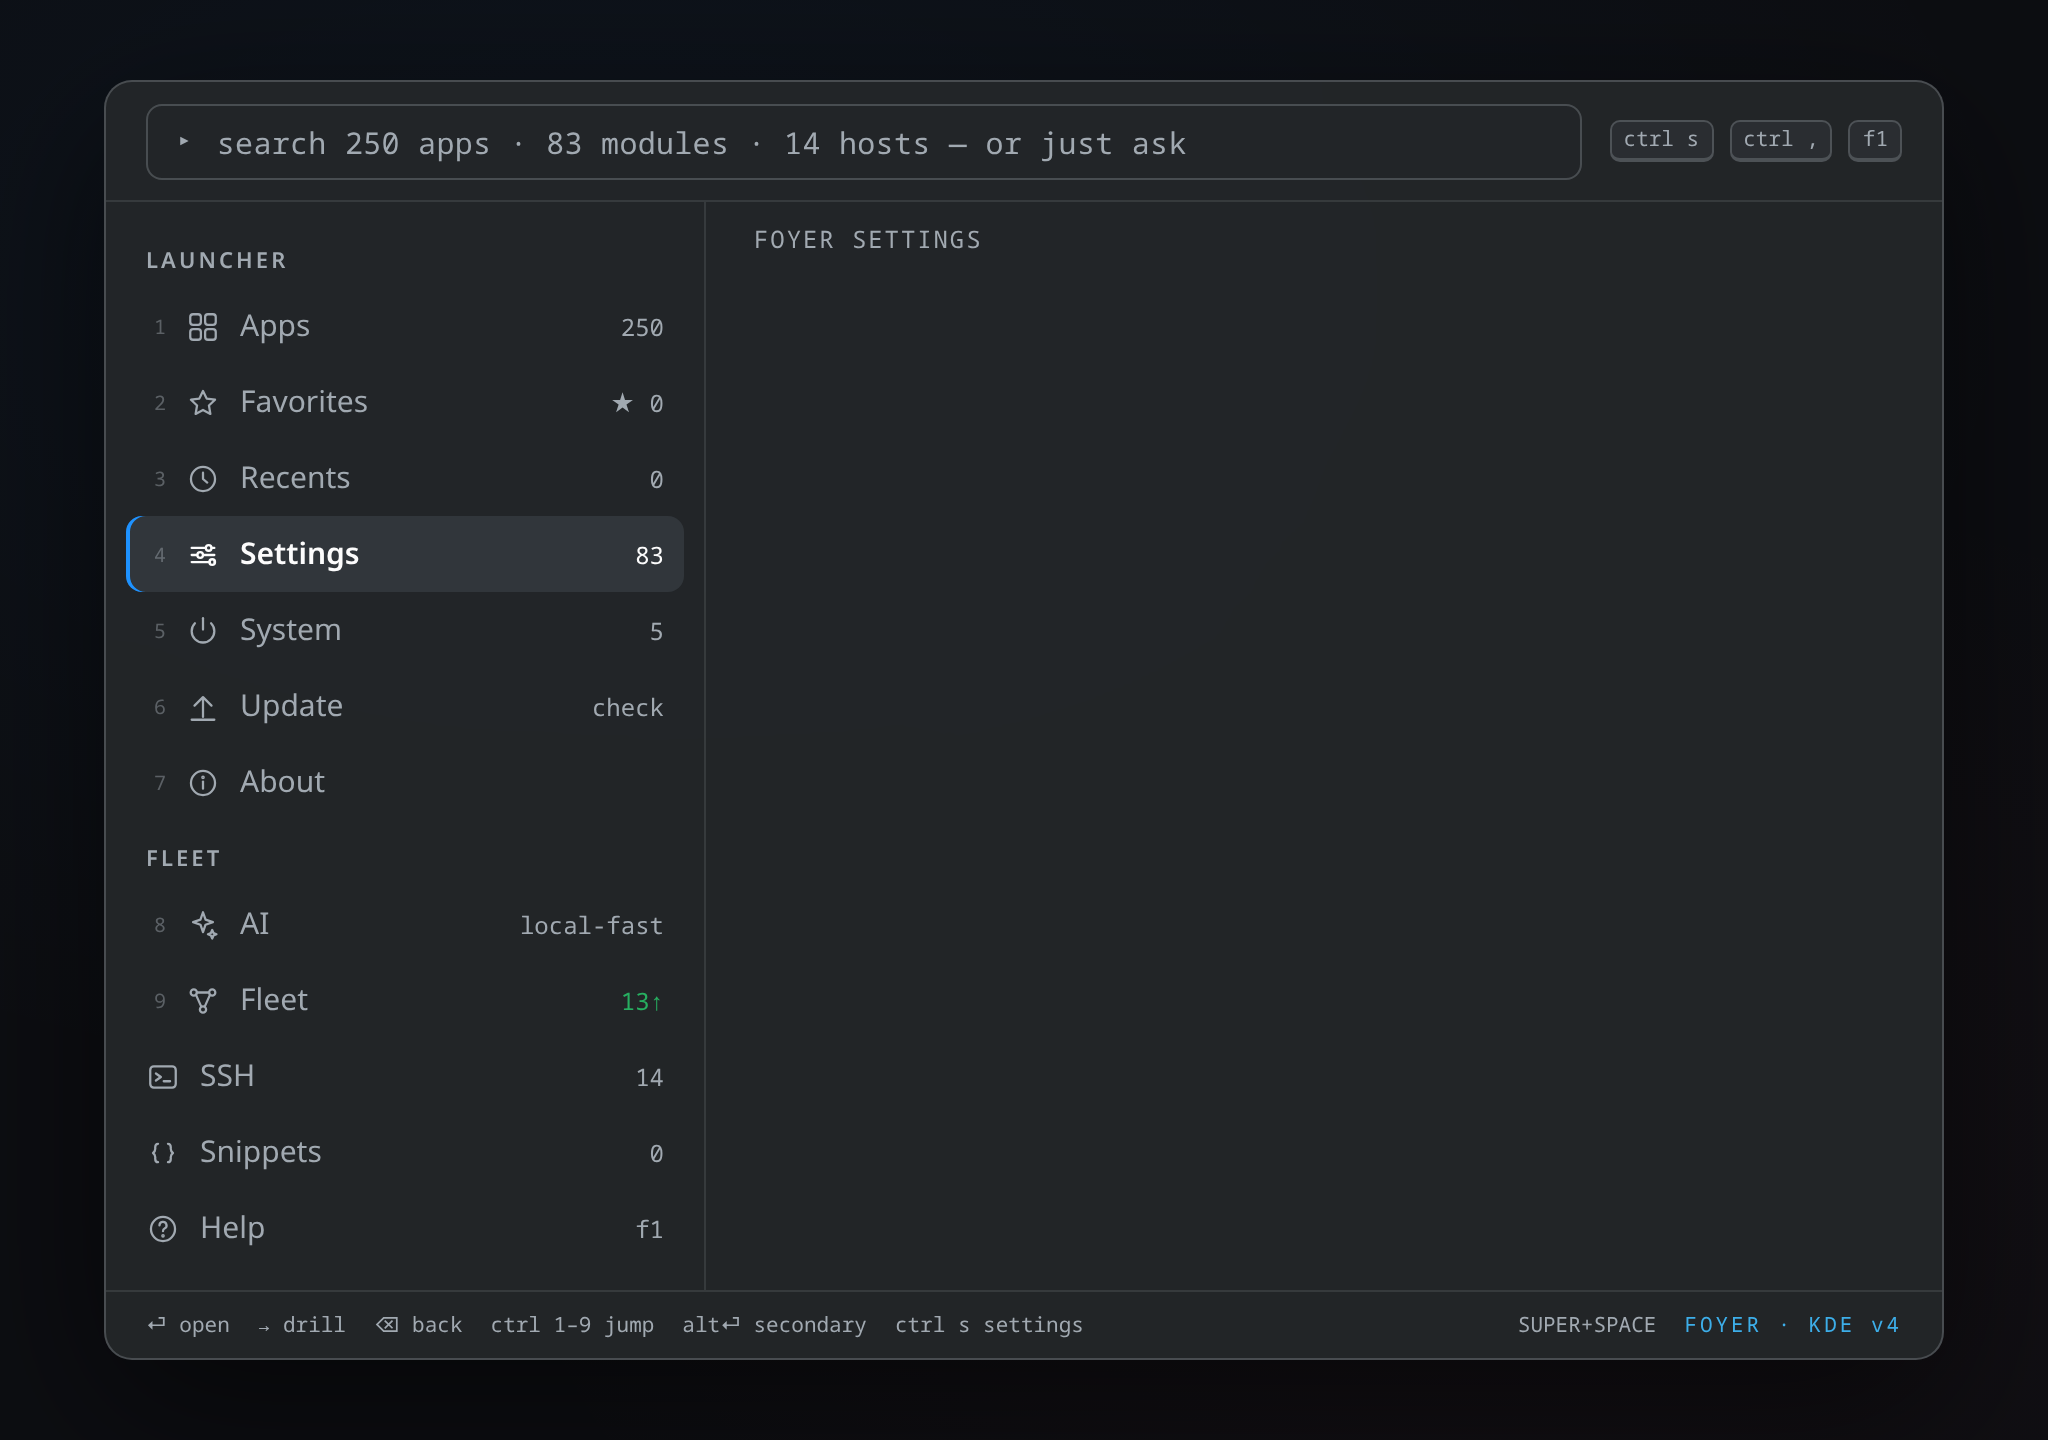 ‣ search 250 apps · 83 modules · 14 hosts — or just ask
ctrl s
ctrl ,
f1
LAUNCHER
1 Apps 250
2 Favorites ★ 0
3 Recents 0
4 Settings 83
5 System 5
6 Update check
7 About
FLEET
8 AI local-fast
9 Fleet 13↑
SSH 14
Snippets 0
Help f1
FOYER SETTINGS
⏎ open → drill ⌫ back ctrl 1–9 jump alt⏎ secondary ctrl s settings
SUPER+SPACE FOYER · KDE v4